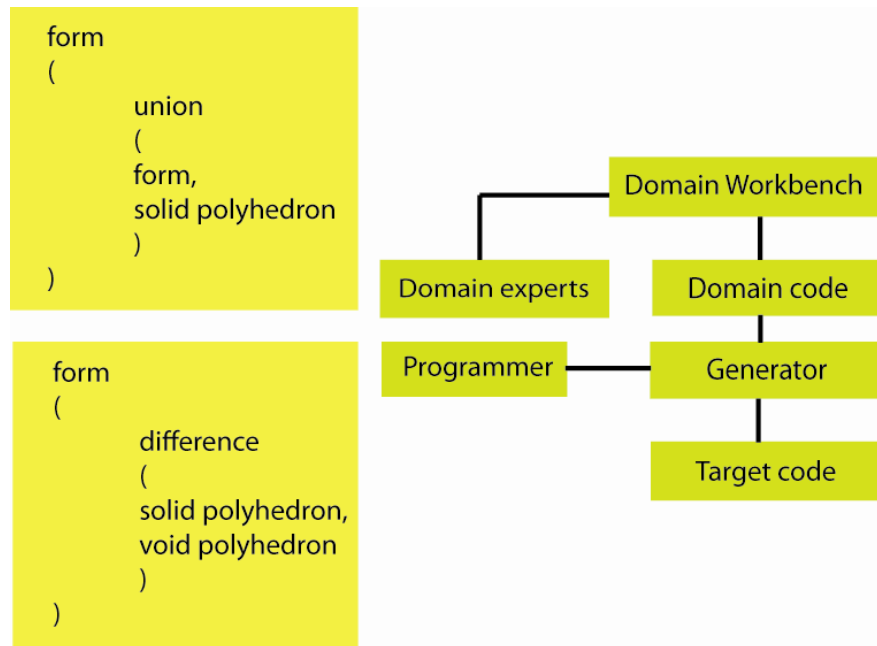 form
(
union
(
form,
solid polyhedron
)
)
form
(
difference
(
solid polyhedron,
void polyhedron
)
)
Domain Workbench
Domain experts
Domain code
Programmer
Generator
Target code